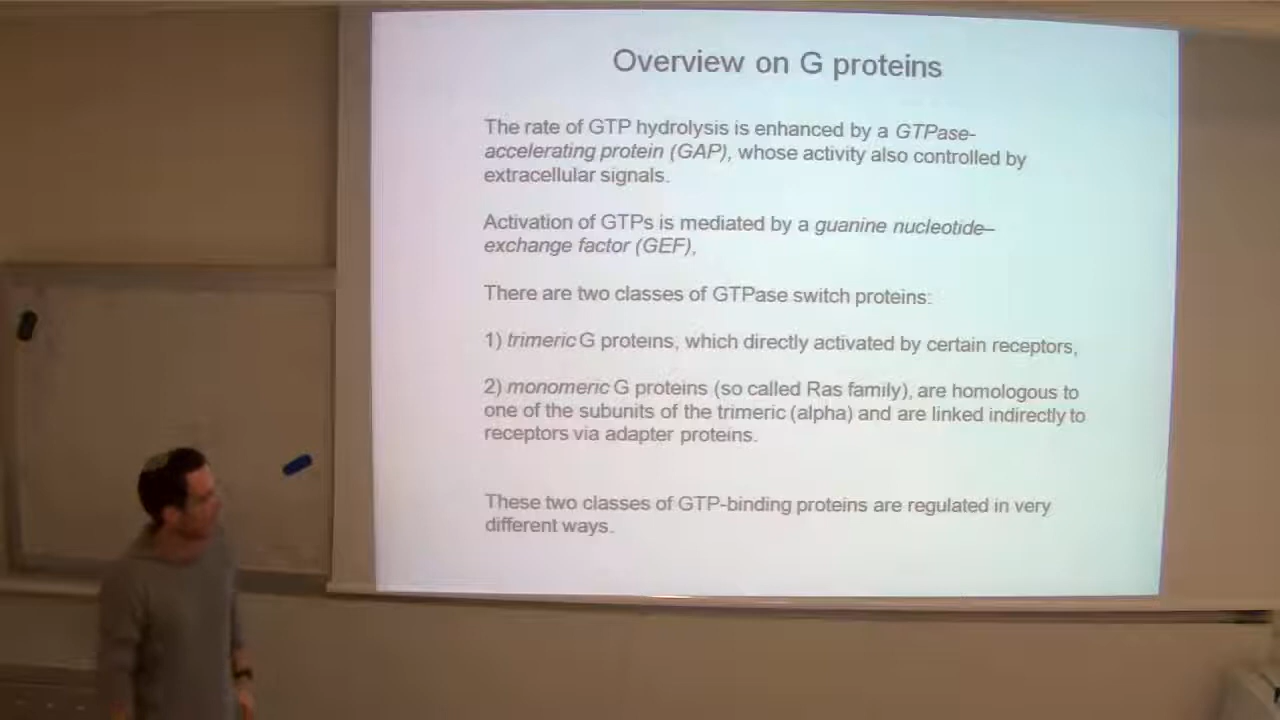 Overview on G proteins
The rate of GTP hydrolysis is enhanced by a GTPase-
accelerating protein (GAP), whose activity also controlled by
extracellular signals.
Activation of GTPs is mediated by a guanine nucleotide–
exchange factor (GEF),
There are two classes of GTPase switch proteins:
1) trimeric G proteins, which directly activated by certain receptors,
2) monomeric G proteins (so called Ras family), are homologous to
one of the subunits of the trimeric (alpha) and are linked indirectly to
receptors via adapter proteins.
These two classes of GTP-binding proteins are regulated in very
different ways.